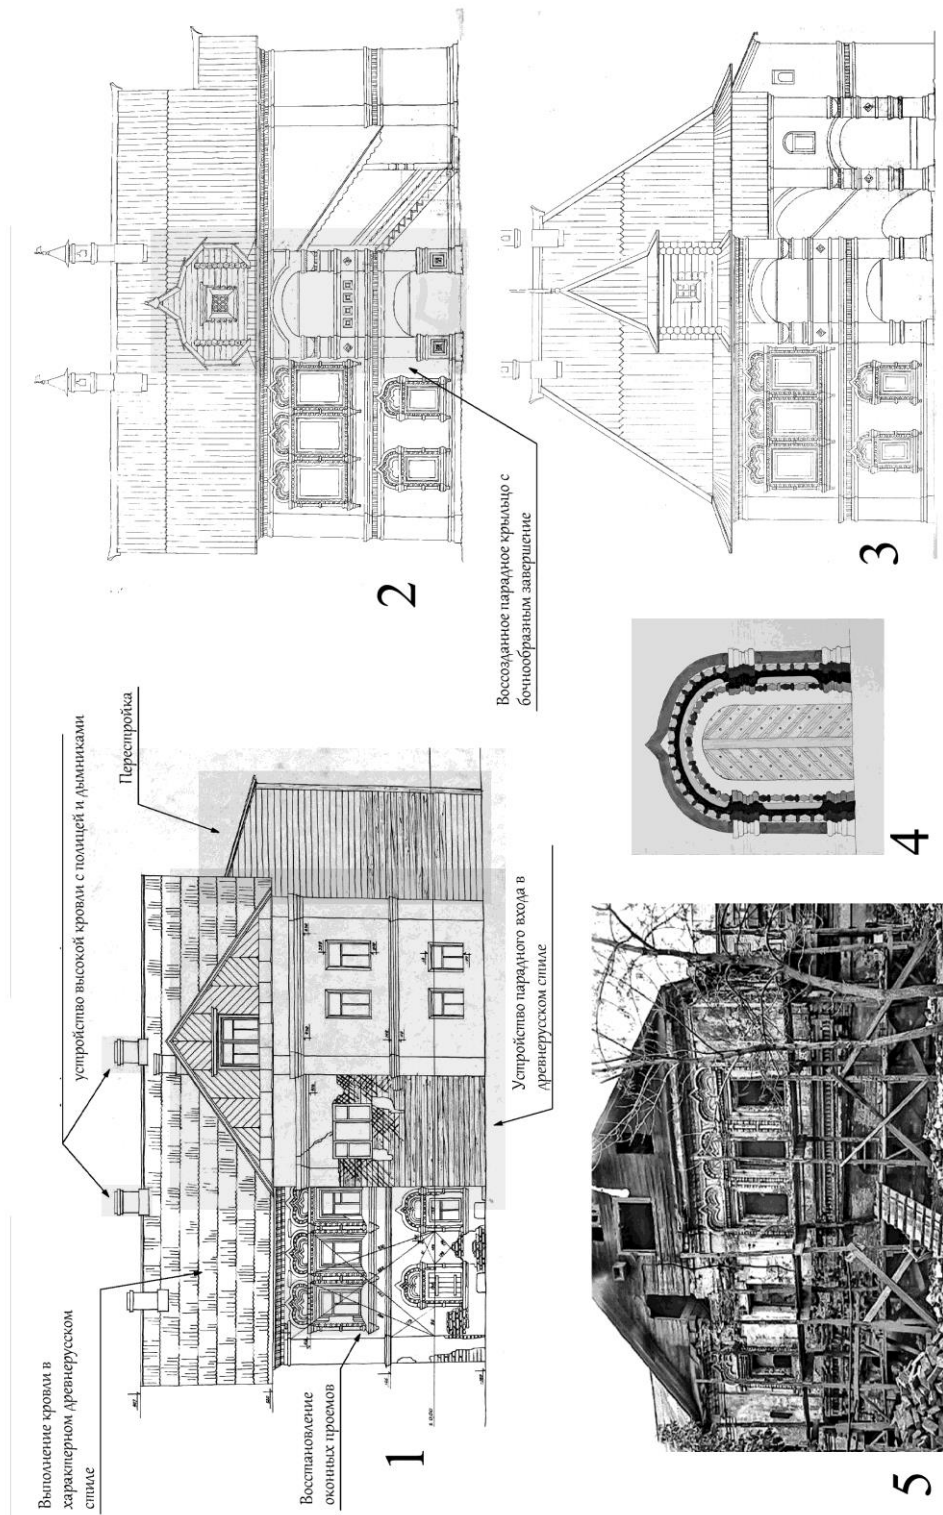 устройство высокой кровли с полицей и дымниками
Перестройка
Выполнение кровли в
характерном древнерусском
стиле
Восстановление
оконных проемов
Устройство парадного входа в
древнерусском стиле
1
Воссозданное парадное крыльцо с
бочнообразным завершение
2
5
4
3